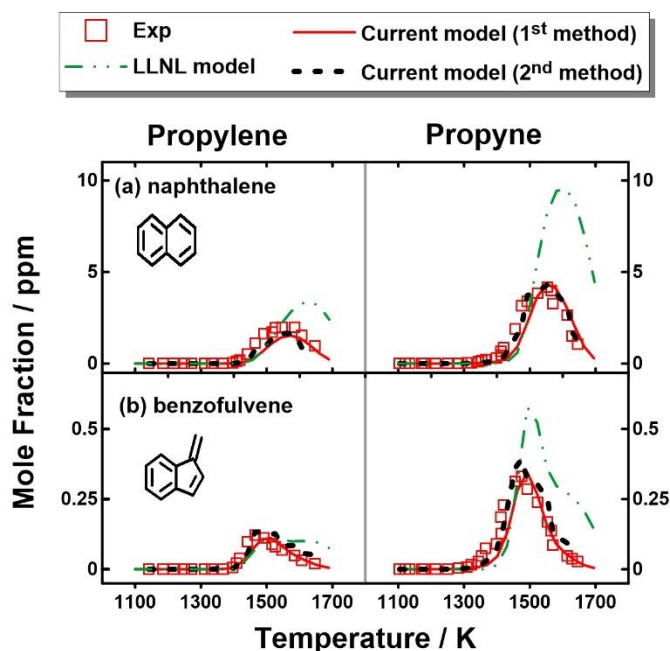 Exp
Current model (1st method)
LLNL model
Current model (2nd method)
Propylene
Propyne
(a) naphthalene
(b) benzofulvene
Mole Fraction / ppm
10
5
0
10
5
0
0.5
0.25
0
0.5
0.25
0
1100 1300 1500 1700
1100 1300 1500 1700
Temperature / K